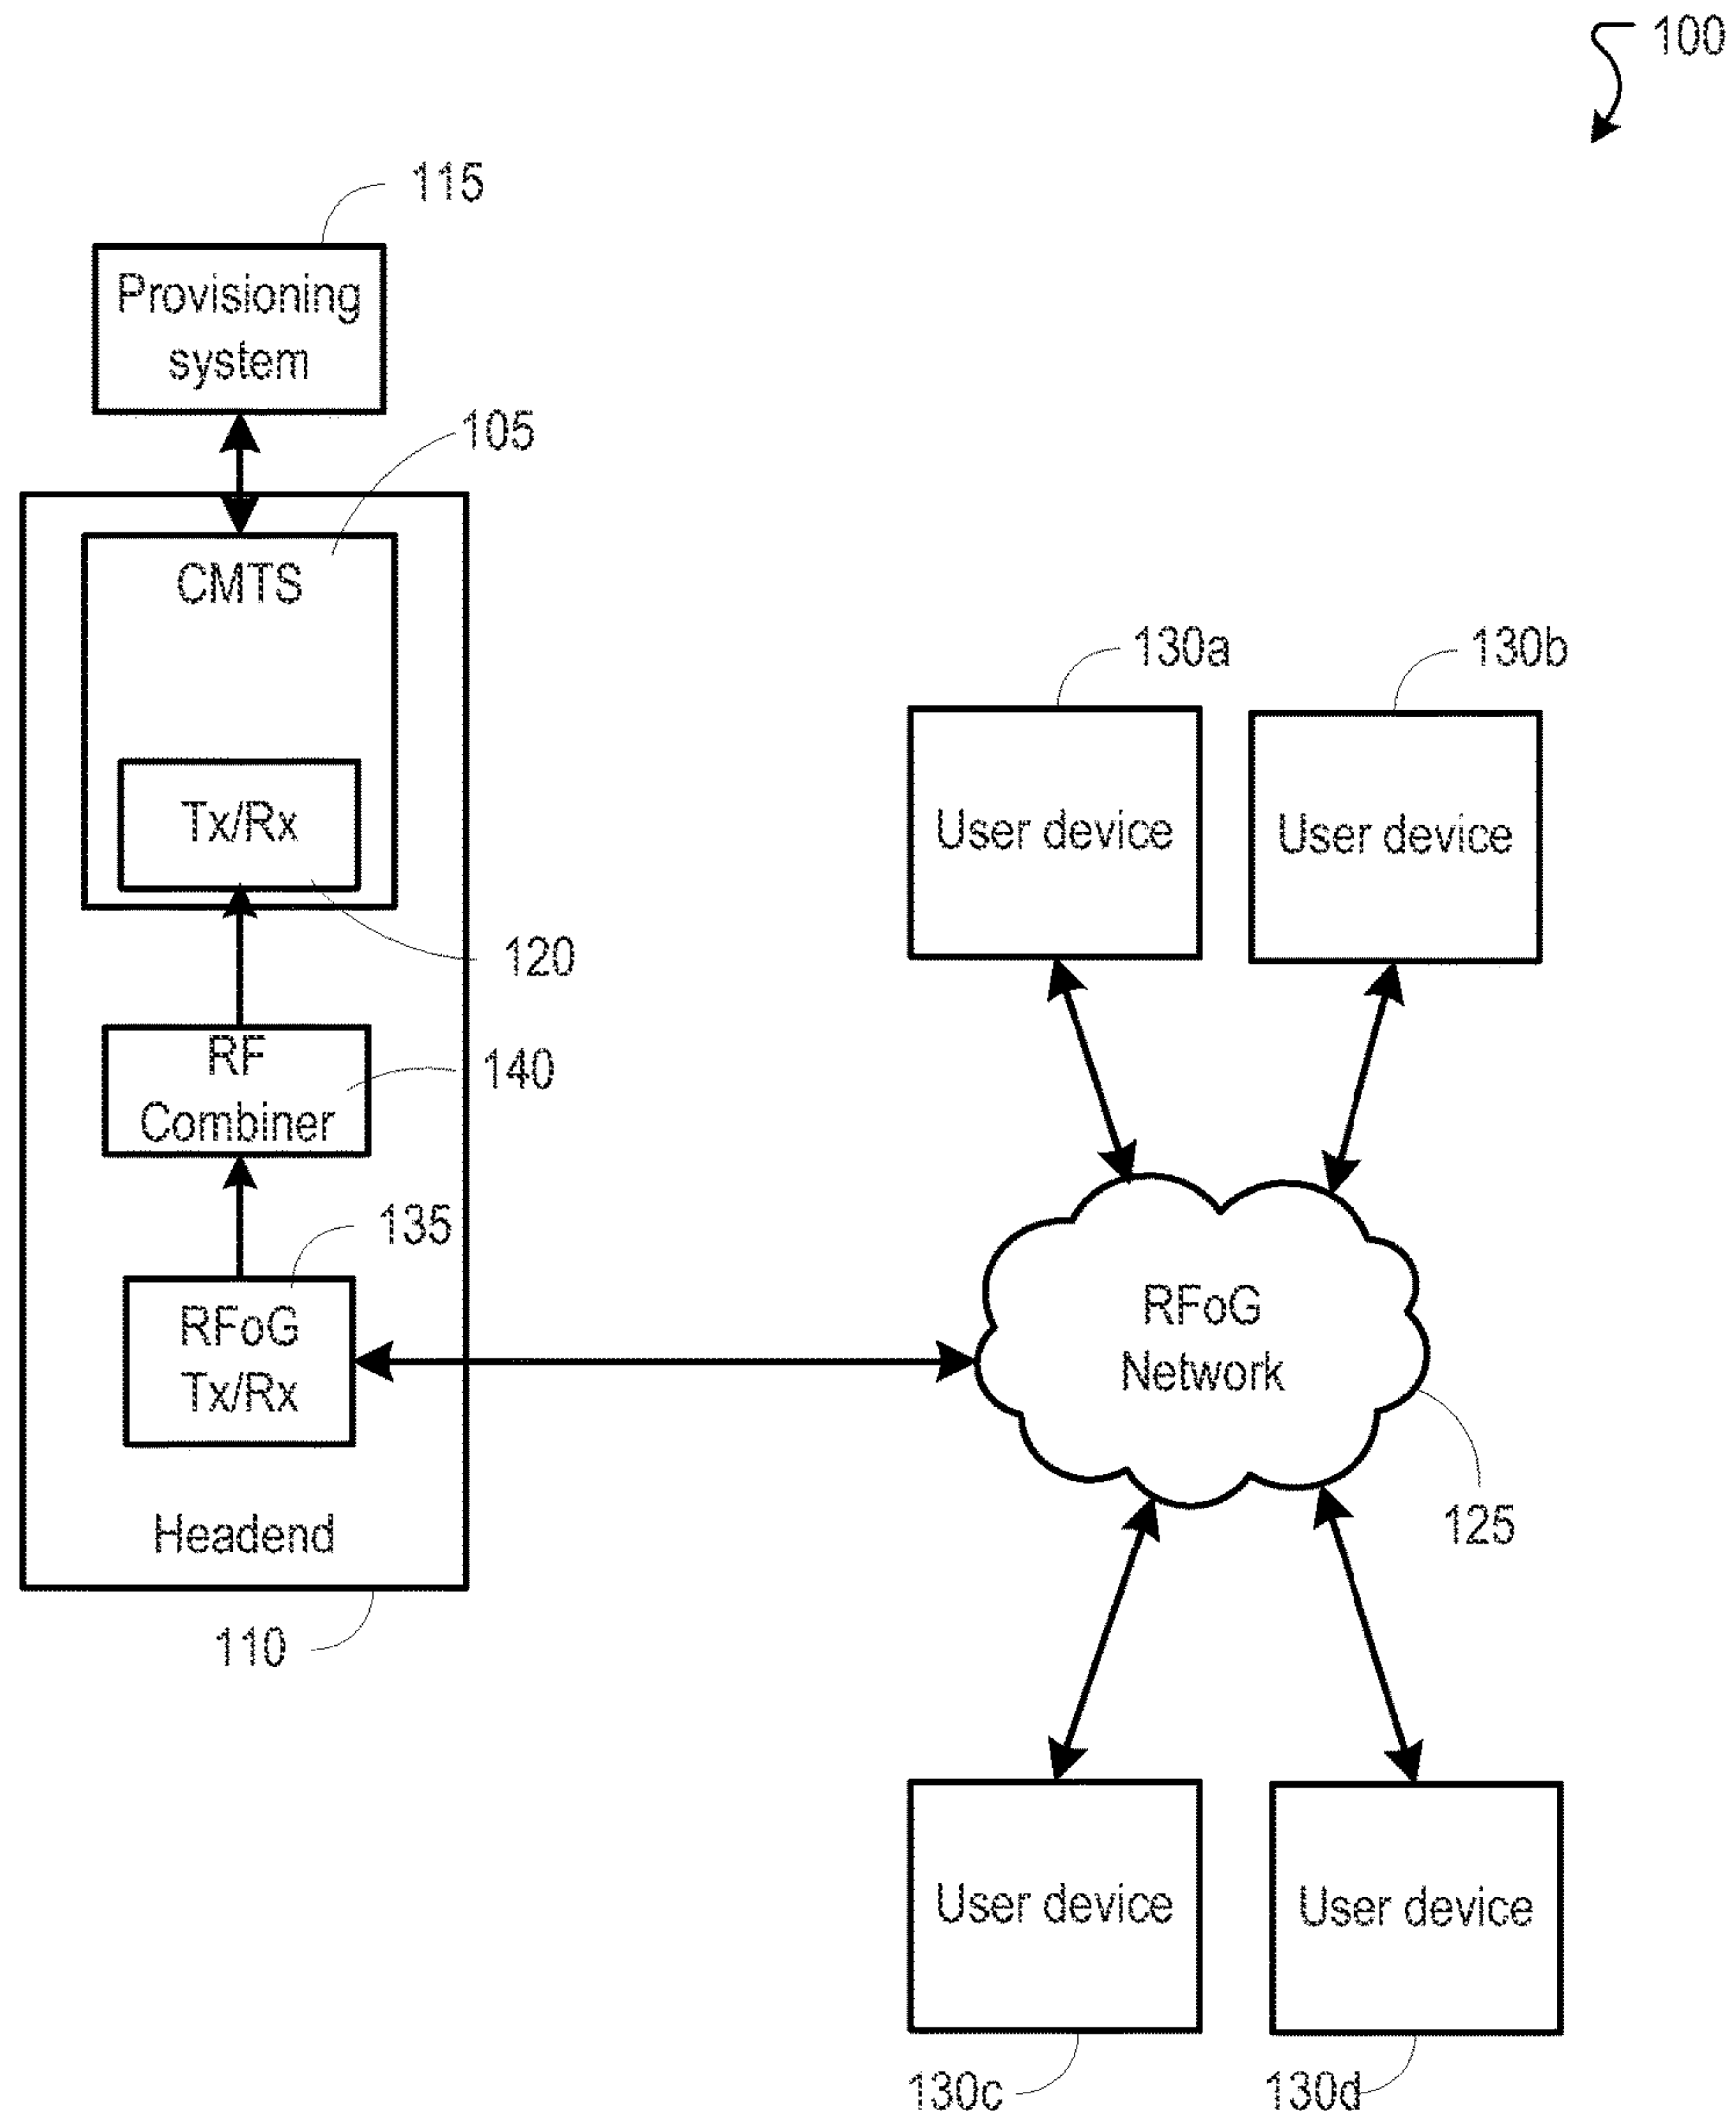 100
115
Provisioning
system
105
CMTS
Tx/Rx
120
RF
Combiner
140
135
RFoG
Tx/Rx
Headend
110
130a
130b
User device
User device
RFoG
Network
125
User device
User device
130c
130d